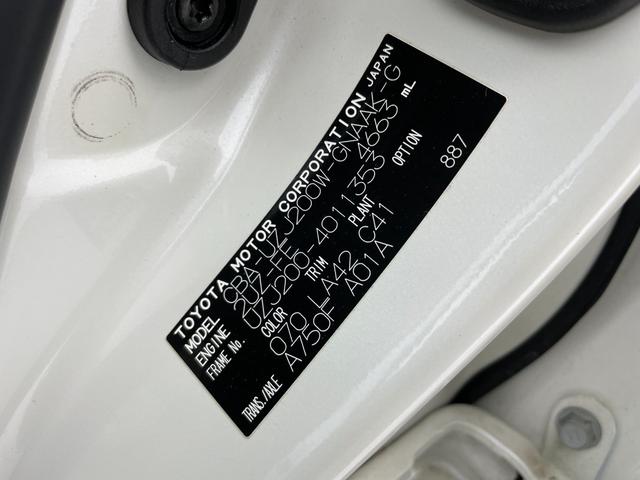 TOYOTA MOTOR CORPORATION JAPAN
MODEL CBA-UZJ200W-GNAAK-G
ENGINE 2UZ-FE 4663 mL
FRAME No. UZJ200-4011353
COLOR TRIM PLANT OPTION
070 LA42 C41 887
TRANS./AXLE A750F A01A